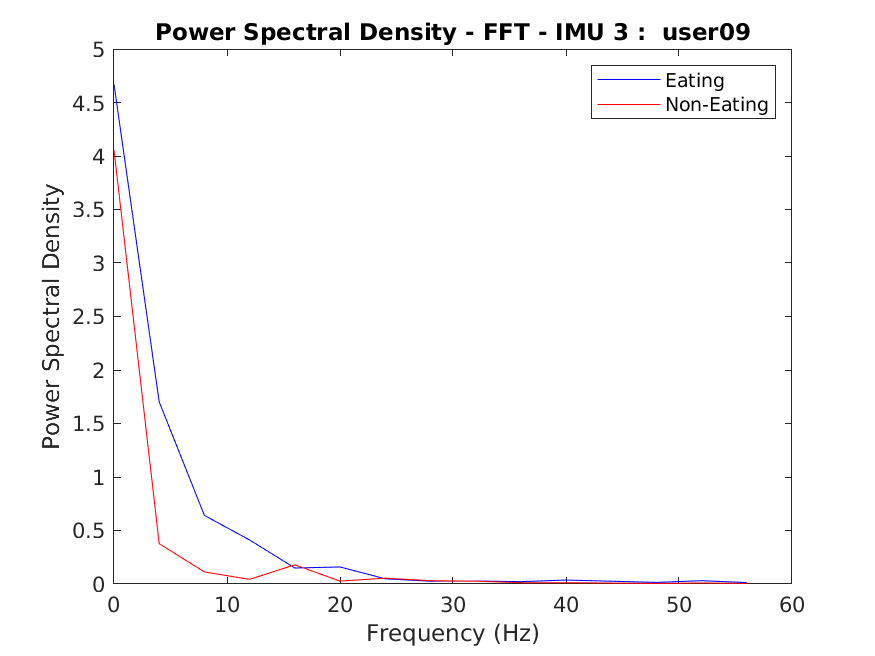 Power Spectral Density - FFT - IMU 3 :  user09
Eating
Non-Eating
Power Spectral Density
5
4.5
4
3.5
3
2.5
2
1.5
1
0.5
0
0 10 20 30 40 50 60
Frequency (Hz)